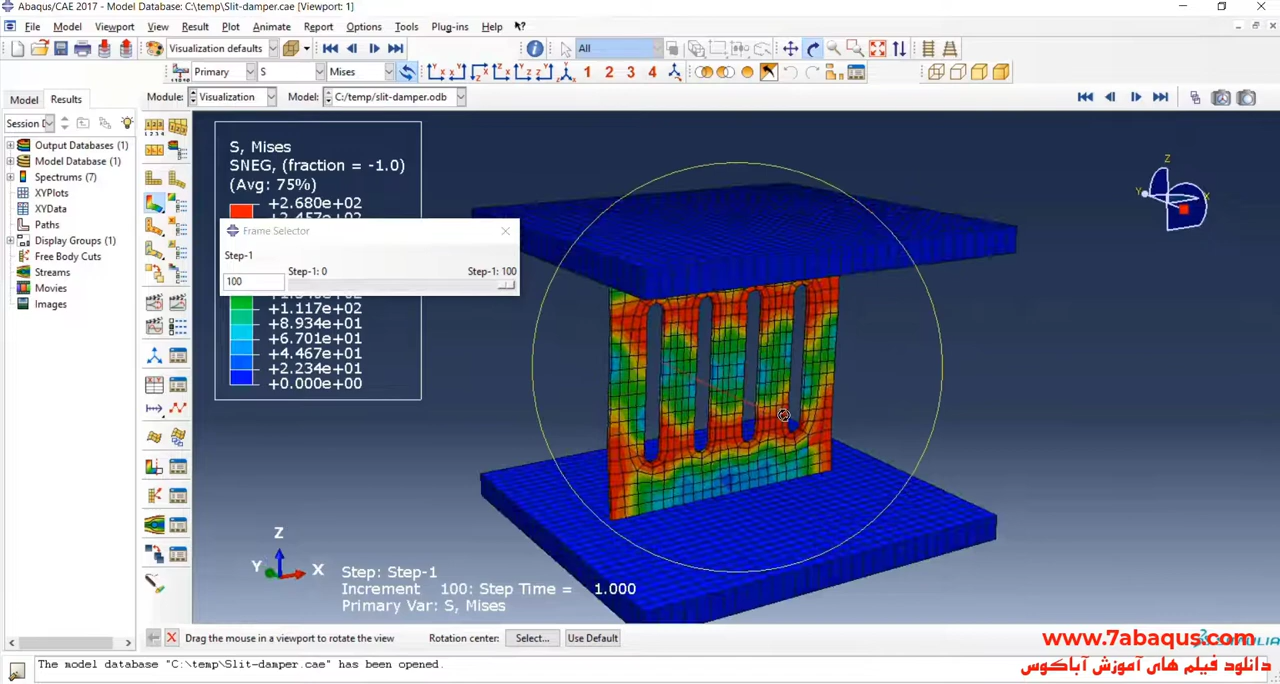 Abaqus/CAE 2017 - Model Database: C:\temp\Slit-damper.cae [Viewport: 1]
File Model Viewport View Result Plot Animate Report Options Tools Plug-ins Help
Visualization defaults All
Primary S Mises 1 2 3 4
Model Results Module: Visualization Model: C:/temp/slit-damper.odb
Session D
Output Databases (1)
Model Database (1)
Spectrums (7)
XYPlots
XYData
Paths
Display Groups (1)
Free Body Cuts
Streams
Movies
Images
S, Mises
SNEG, (fraction = -1.0)
(Avg: 75%)
+2.680e+02
+2.457e+02
Frame Selector
Step-1
100 Step-1: 0 Step-1: 100
+1.117e+02
+8.934e+01
+6.701e+01
+4.467e+01
+2.234e+01
+0.000e+00
Z
Y X
Z
Y X
Step: Step-1
Increment 100: Step Time = 1.000
Primary Var: S, Mises
Drag the mouse in a viewport to rotate the view Rotation center: Select... Use Default
www.7abaqus.com
دانلود فیلم های آموزش آباکوس
The model database "C:\temp\Slit-damper.cae" has been opened.